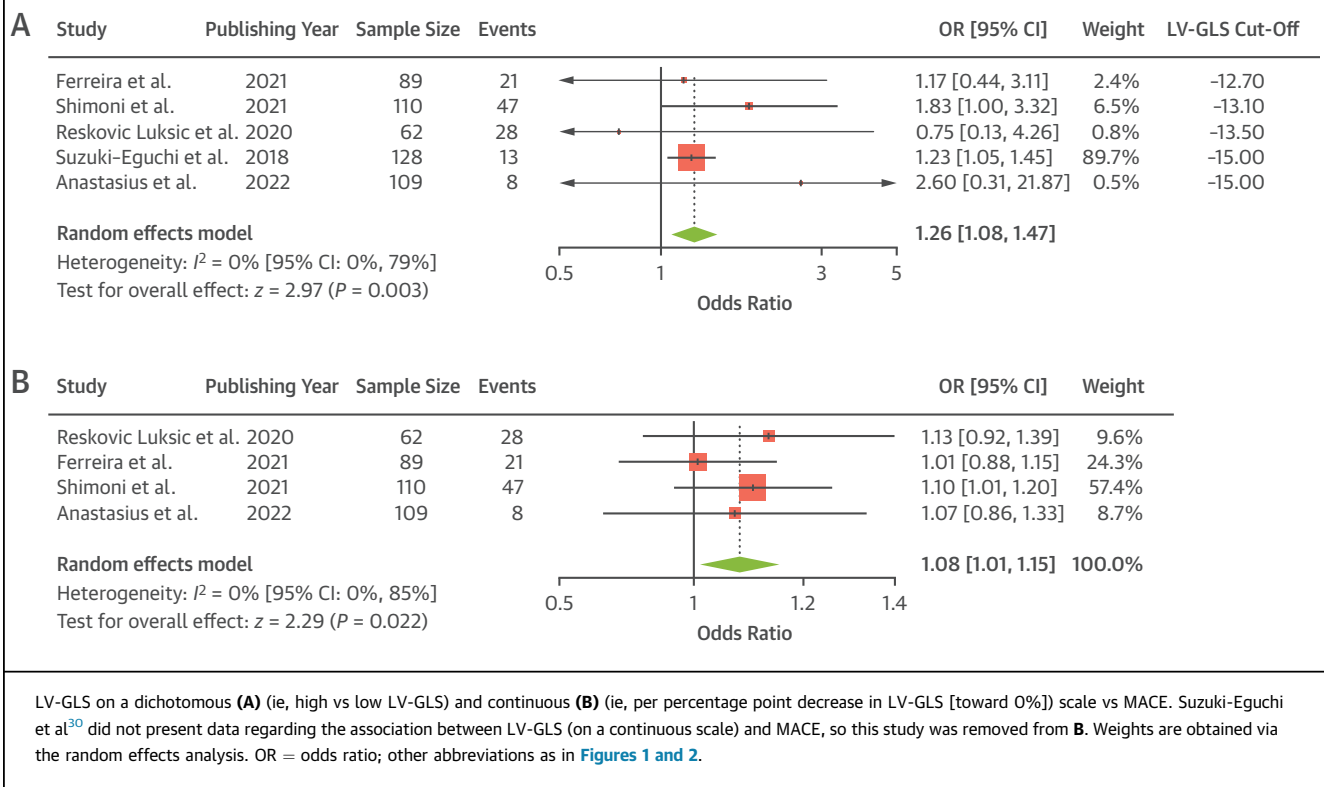 A
Study Publishing Year Sample Size Events OR [95% CI] Weight LV-GLS Cut-Off
Ferreira et al. 2021 89 21 1.17 [0.44, 3.11] 2.4% -12.70
Shimoni et al. 2021 110 47 1.83 [1.00, 3.32] 6.5% -13.10
Reskovic Luksic et al. 2020 62 28 0.75 [0.13, 4.26] 0.8% -13.50
Suzuki-Eguchi et al. 2018 128 13 1.23 [1.05, 1.45] 89.7% -15.00
Anastasius et al. 2022 109 8 2.60 [0.31, 21.87] 0.5% -15.00
Random effects model 1.26 [1.08, 1.47]
Heterogeneity: I² = 0% [95% CI: 0%, 79%]
0.5 1 3 5
Test for overall effect: z = 2.97 (P = 0.003)
Odds Ratio
B
Study Publishing Year Sample Size Events OR [95% CI] Weight
Reskovic Luksic et al. 2020 62 28 1.13 [0.92, 1.39] 9.6%
Ferreira et al. 2021 89 21 1.01 [0.88, 1.15] 24.3%
Shimoni et al. 2021 110 47 1.10 [1.01, 1.20] 57.4%
Anastasius et al. 2022 109 8 1.07 [0.86, 1.33] 8.7%
Random effects model 1.08 [1.01, 1.15] 100.0%
Heterogeneity: I² = 0% [95% CI: 0%, 85%]
0.5 1 1.2 1.4
Test for overall effect: z = 2.29 (P = 0.022)
Odds Ratio
LV-GLS on a dichotomous (A) (ie, high vs low LV-GLS) and continuous (B) (ie, per percentage point decrease in LV-GLS [toward 0%]) scale vs MACE. Suzuki-Eguchi
et al³⁰ did not present data regarding the association between LV-GLS (on a continuous scale) and MACE, so this study was removed from B. Weights are obtained via
the random effects analysis. OR = odds ratio; other abbreviations as in Figures 1 and 2.